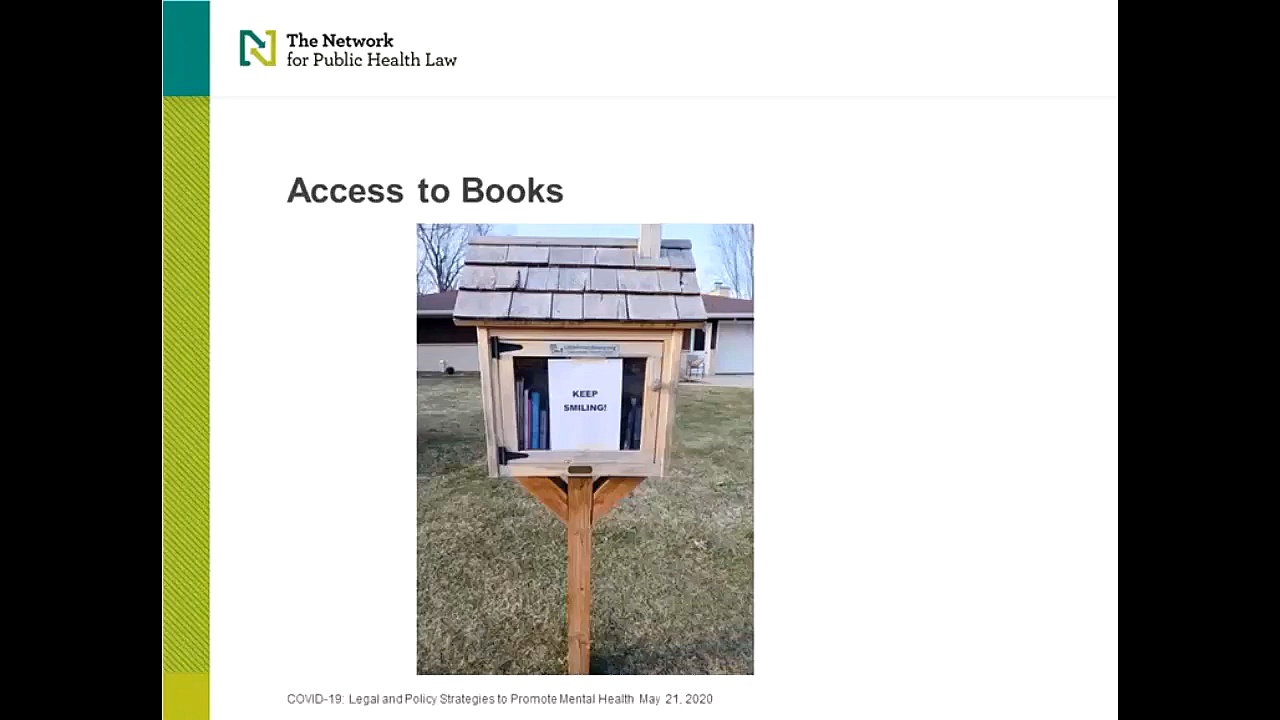 The Network
for Public Health Law
Access to Books
KEEP
SMILING!
COVID-19: Legal and Policy Strategies to Promote Mental Health May 21, 2020